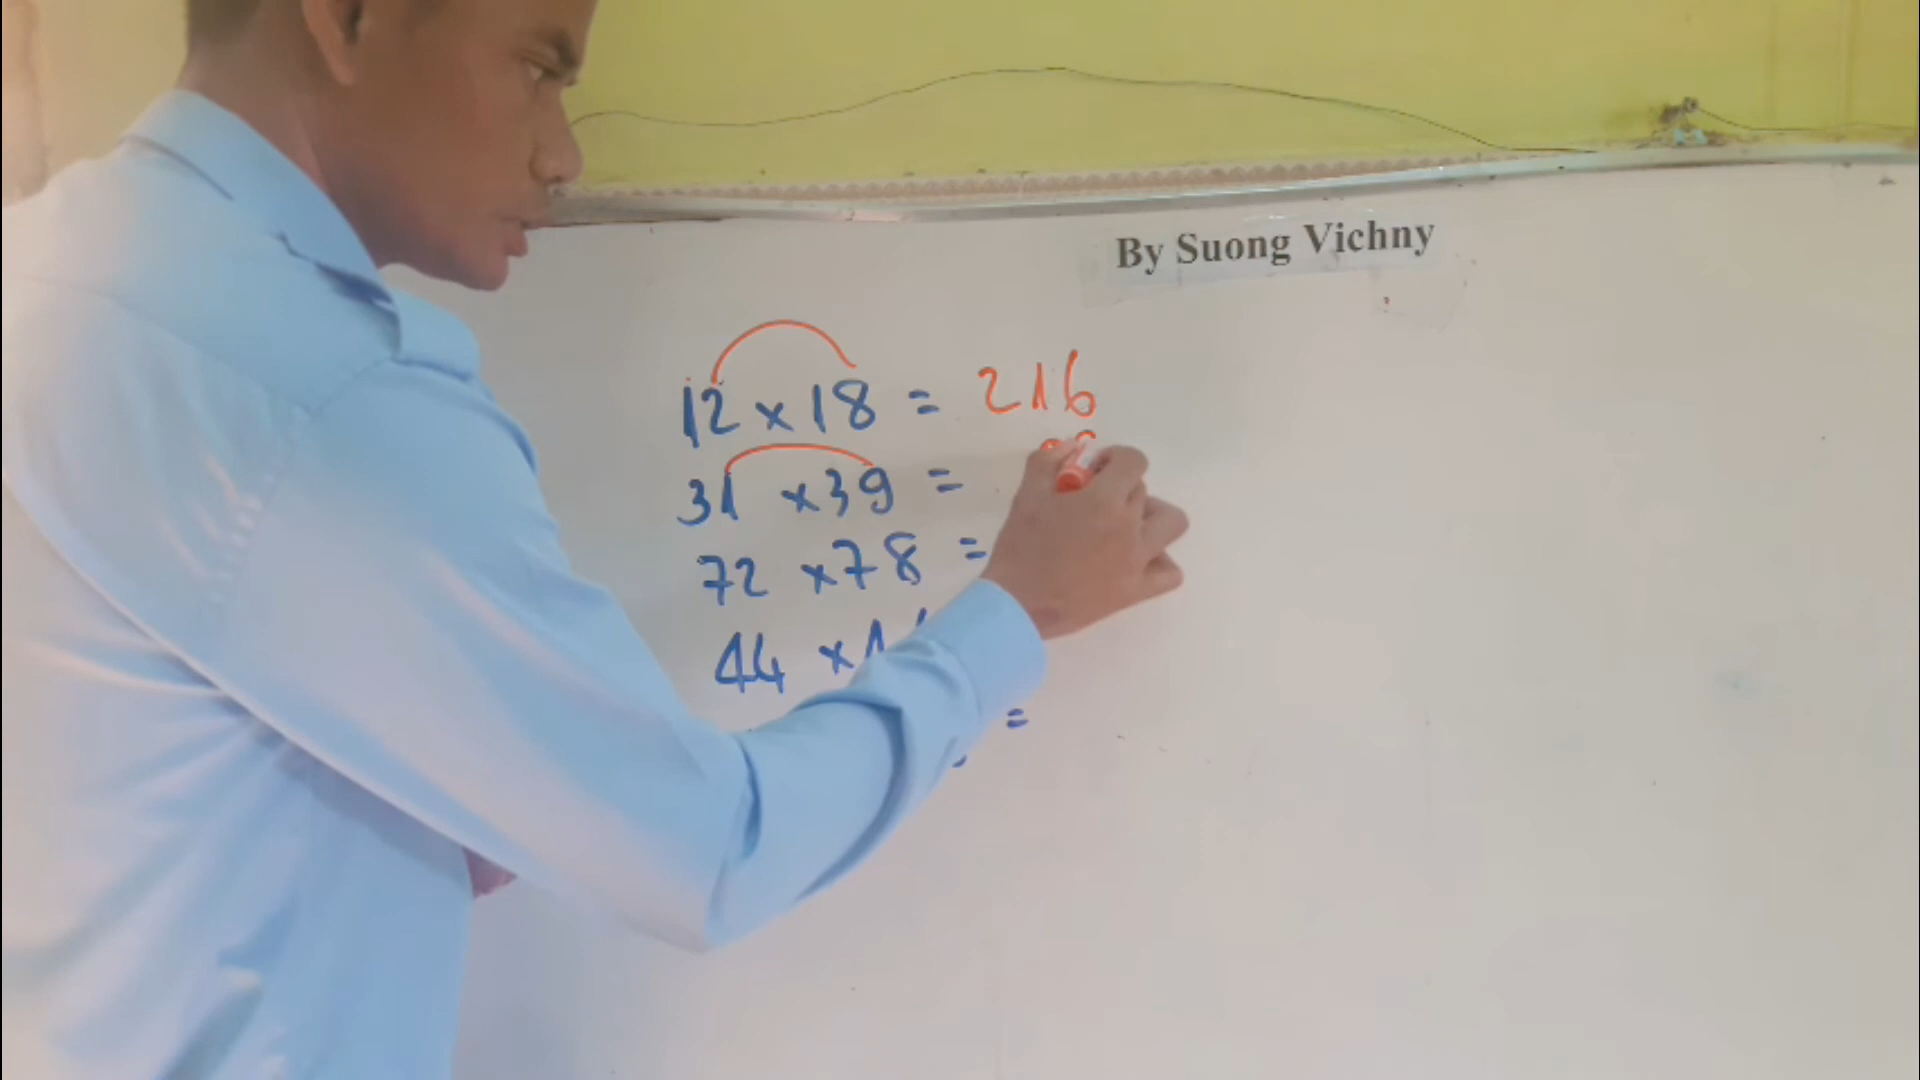 By Suong Vichny
12 x 18 = 216
31 x 39 =
72 x 78 =
44 x
=